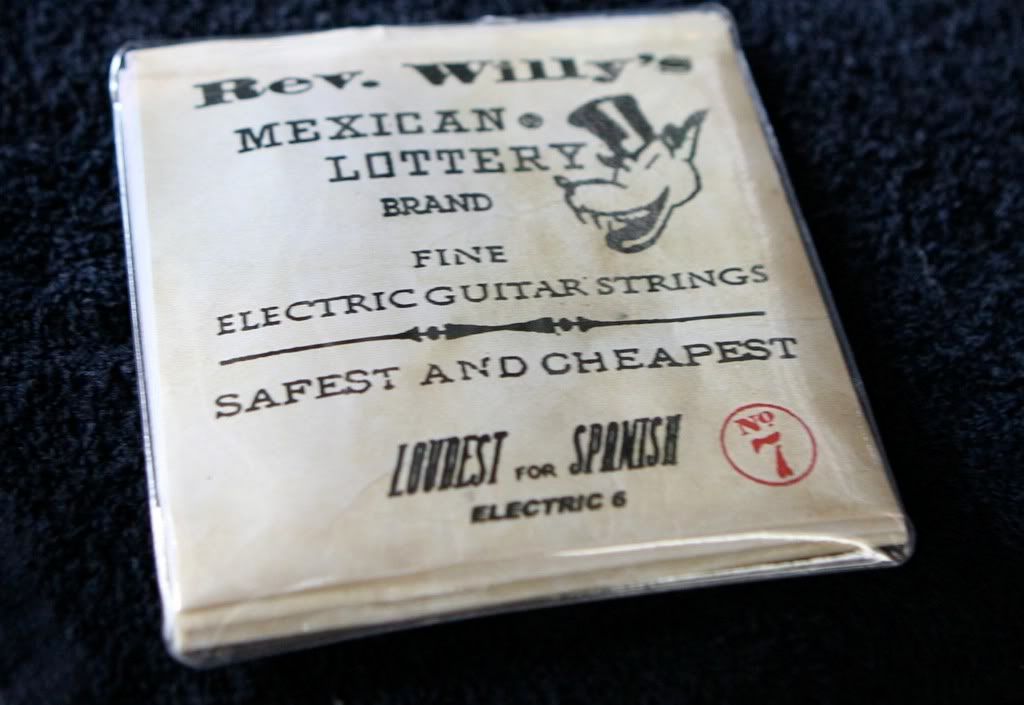 Rev. Willy's
MEXICAN
LOTTERY
BRAND
FINE
ELECTRIC GUITAR STRINGS
SAFEST AND CHEAPEST
LOUDEST FOR SPANISH
ELECTRIC 6
No 7